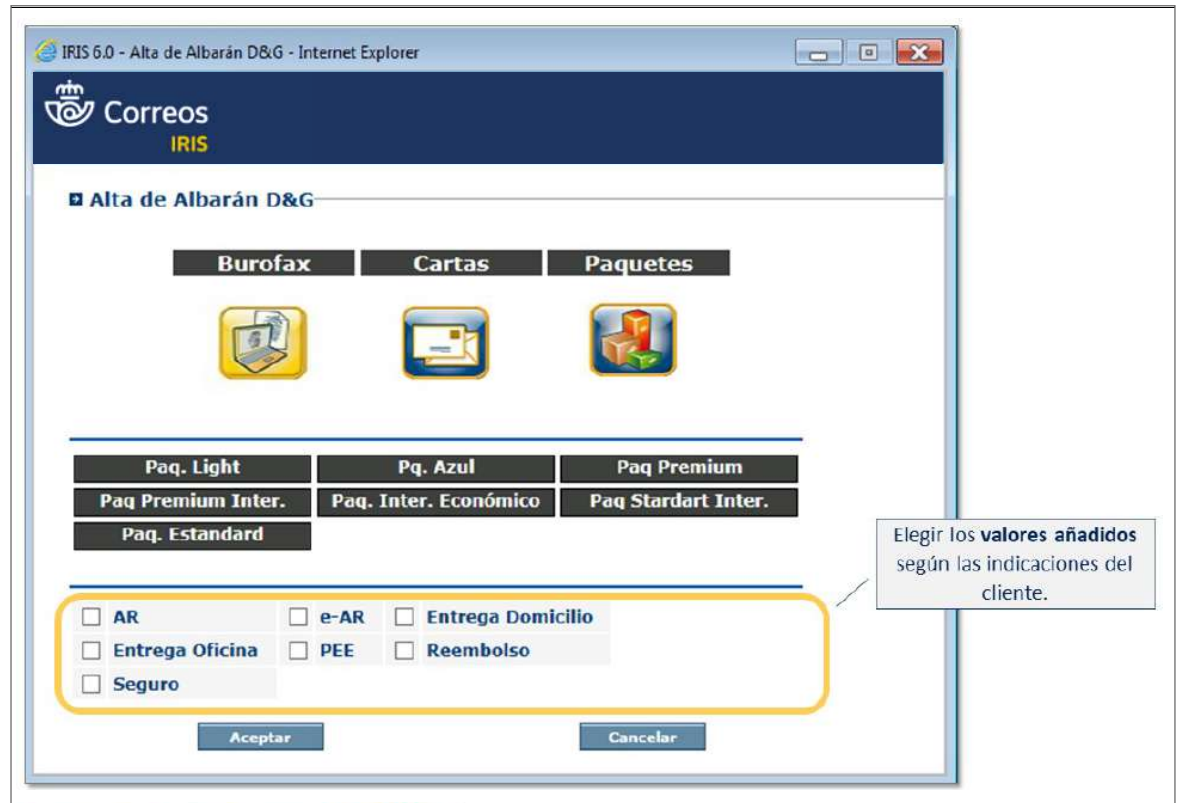 IRIS 6.0 - Alta de Albarán D&G - Internet Explorer
Correos
IRIS
Alta de Albarán D&G
Burofax Cartas Paquetes
Paq. Light Pq. Azul Paq Premium
Paq Premium Inter. Paq. Inter. Económico Paq Stardart Inter.
Paq. Estandard
Elegir los valores añadidos
según las indicaciones del
cliente.
AR e-AR Entrega Domicilio
Entrega Oficina PEE Reembolso
Seguro
Aceptar Cancelar